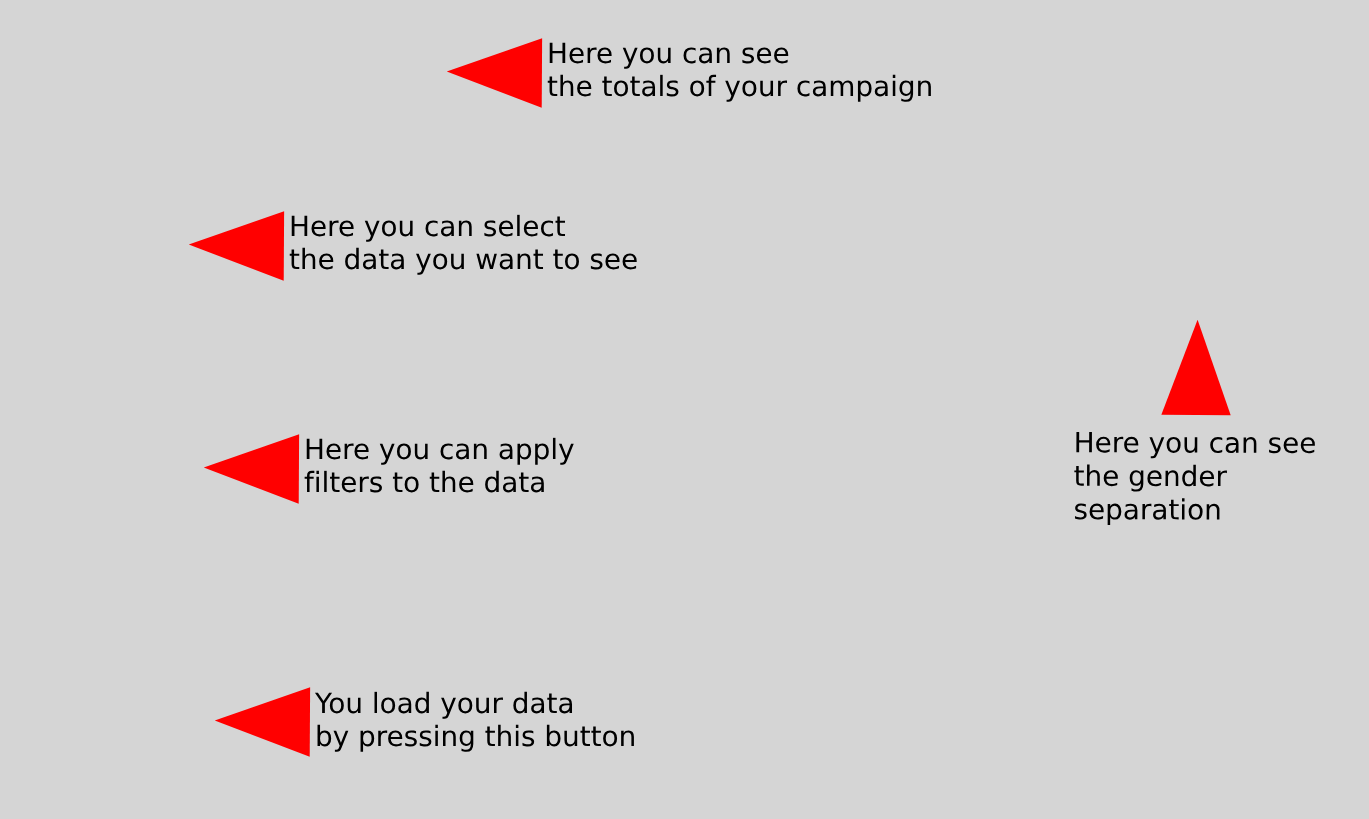 Here you can see
the totals of your campaign
Here you can select
the data you want to see
Here you can apply
filters to the data
Here you can see
the gender
separation
You load your data
by pressing this button